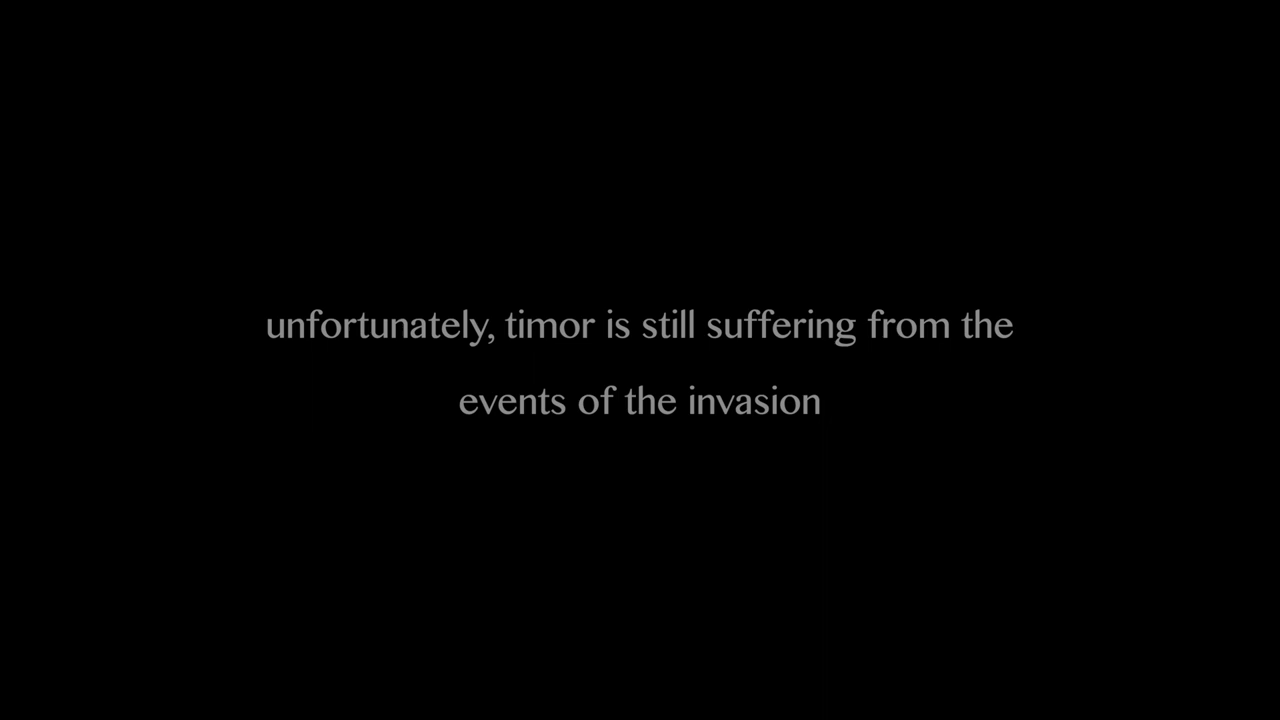 unfortunately, timor is still suffering from the
events of the invasion